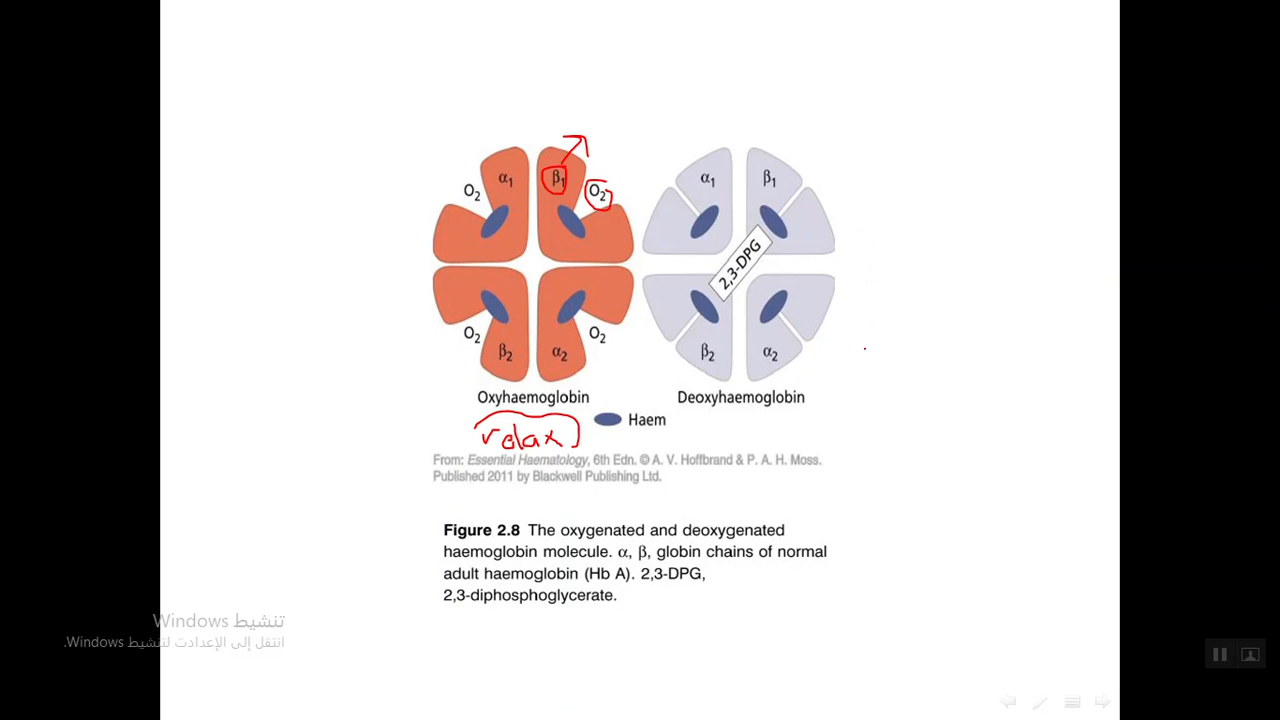 α1 β1
O2 O2
O2 O2
β2 α2
Oxyhaemoglobin
relax
α1 β1
2,3-DPG
β2 α2
Deoxyhaemoglobin
Haem
From: Essential Haematology, 6th Edn. © A. V. Hoffbrand & P. A. H. Moss.
Published 2011 by Blackwell Publishing Ltd.
Figure 2.8 The oxygenated and deoxygenated
haemoglobin molecule. α, β, globin chains of normal
adult haemoglobin (Hb A). 2,3-DPG,
2,3-diphosphoglycerate.
تنشيط Windows
انتقل إلى الإعدادت لتنشيط Windows.